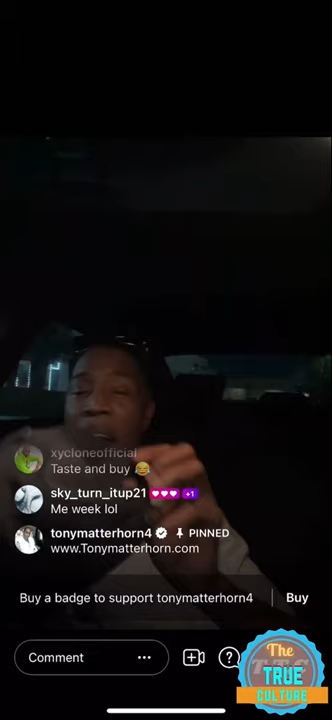 xycloneofficial
Taste and buy 😂
sky_turn_itup21 +1
Me week lol
tonymatterhorn4 PINNED
www.Tonymatterhorn.com
Buy a badge to support tonymatterhorn4 Buy
Comment
The
TRUE
CULTURE